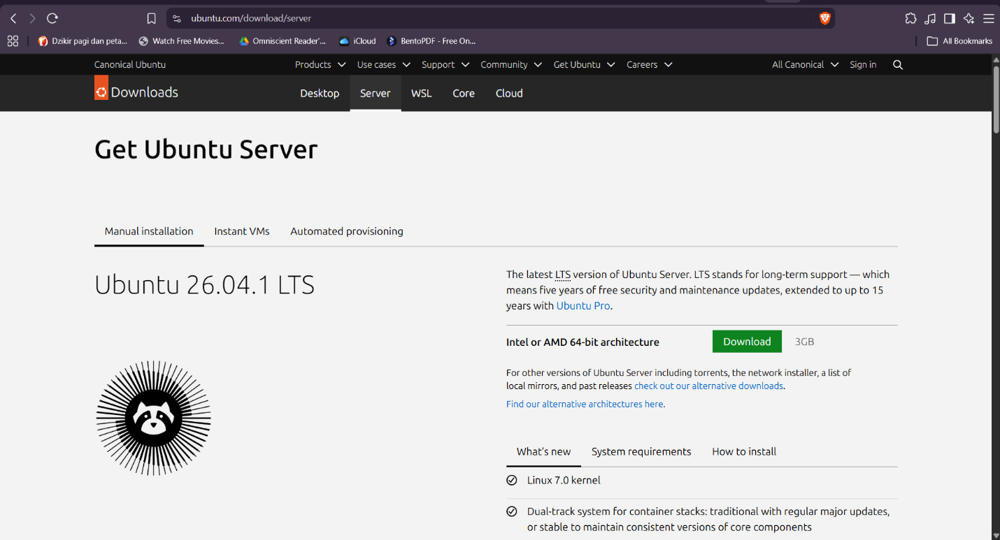 ubuntu.com/download/server
Dzikir pagi dan peta...
Watch Free Movies...
Omniscient Reader'...
iCloud
BentoPDF - Free On...
All Bookmarks
Canonical Ubuntu
Products
Use cases
Support
Community
Get Ubuntu
Careers
All Canonical
Sign in
Downloads
Desktop
Server
WSL
Core
Cloud
Get Ubuntu Server
Manual installation
Instant VMs
Automated provisioning
Ubuntu 26.04.1 LTS
The latest LTS version of Ubuntu Server. LTS stands for long-term support — which
means five years of free security and maintenance updates, extended to up to 15
years with Ubuntu Pro.
Intel or AMD 64-bit architecture
Download
3GB
For other versions of Ubuntu Server including torrents, the network installer, a list of
local mirrors, and past releases check out our alternative downloads.
Find our alternative architectures here.
What's new
System requirements
How to install
Linux 7.0 kernel
Dual-track system for container stacks: traditional with regular major updates,
or stable to maintain consistent versions of core components